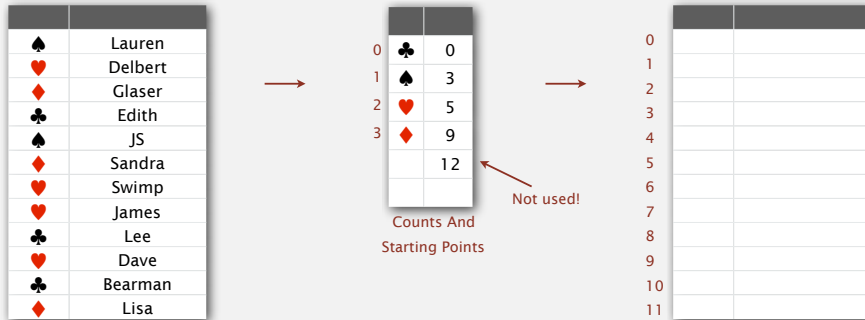 ♠ Lauren
♥ Delbert
♦ Glaser
♣ Edith
♠ JS
♦ Sandra
♥ Swimp
♥ James
♣ Lee
♥ Dave
♣ Bearman
♦ Lisa
0 ♣ 0
1 ♠ 3
2 ♥ 5
3 ♦ 9
12
Not used!
Counts And
Starting Points
0
1
2
3
4
5
6
7
8
9
10
11